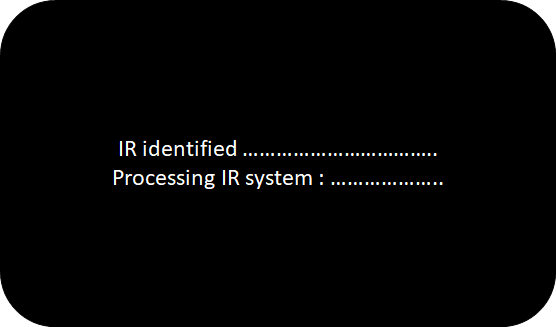 IR identified ……………………………..
Processing IR system : ………………..